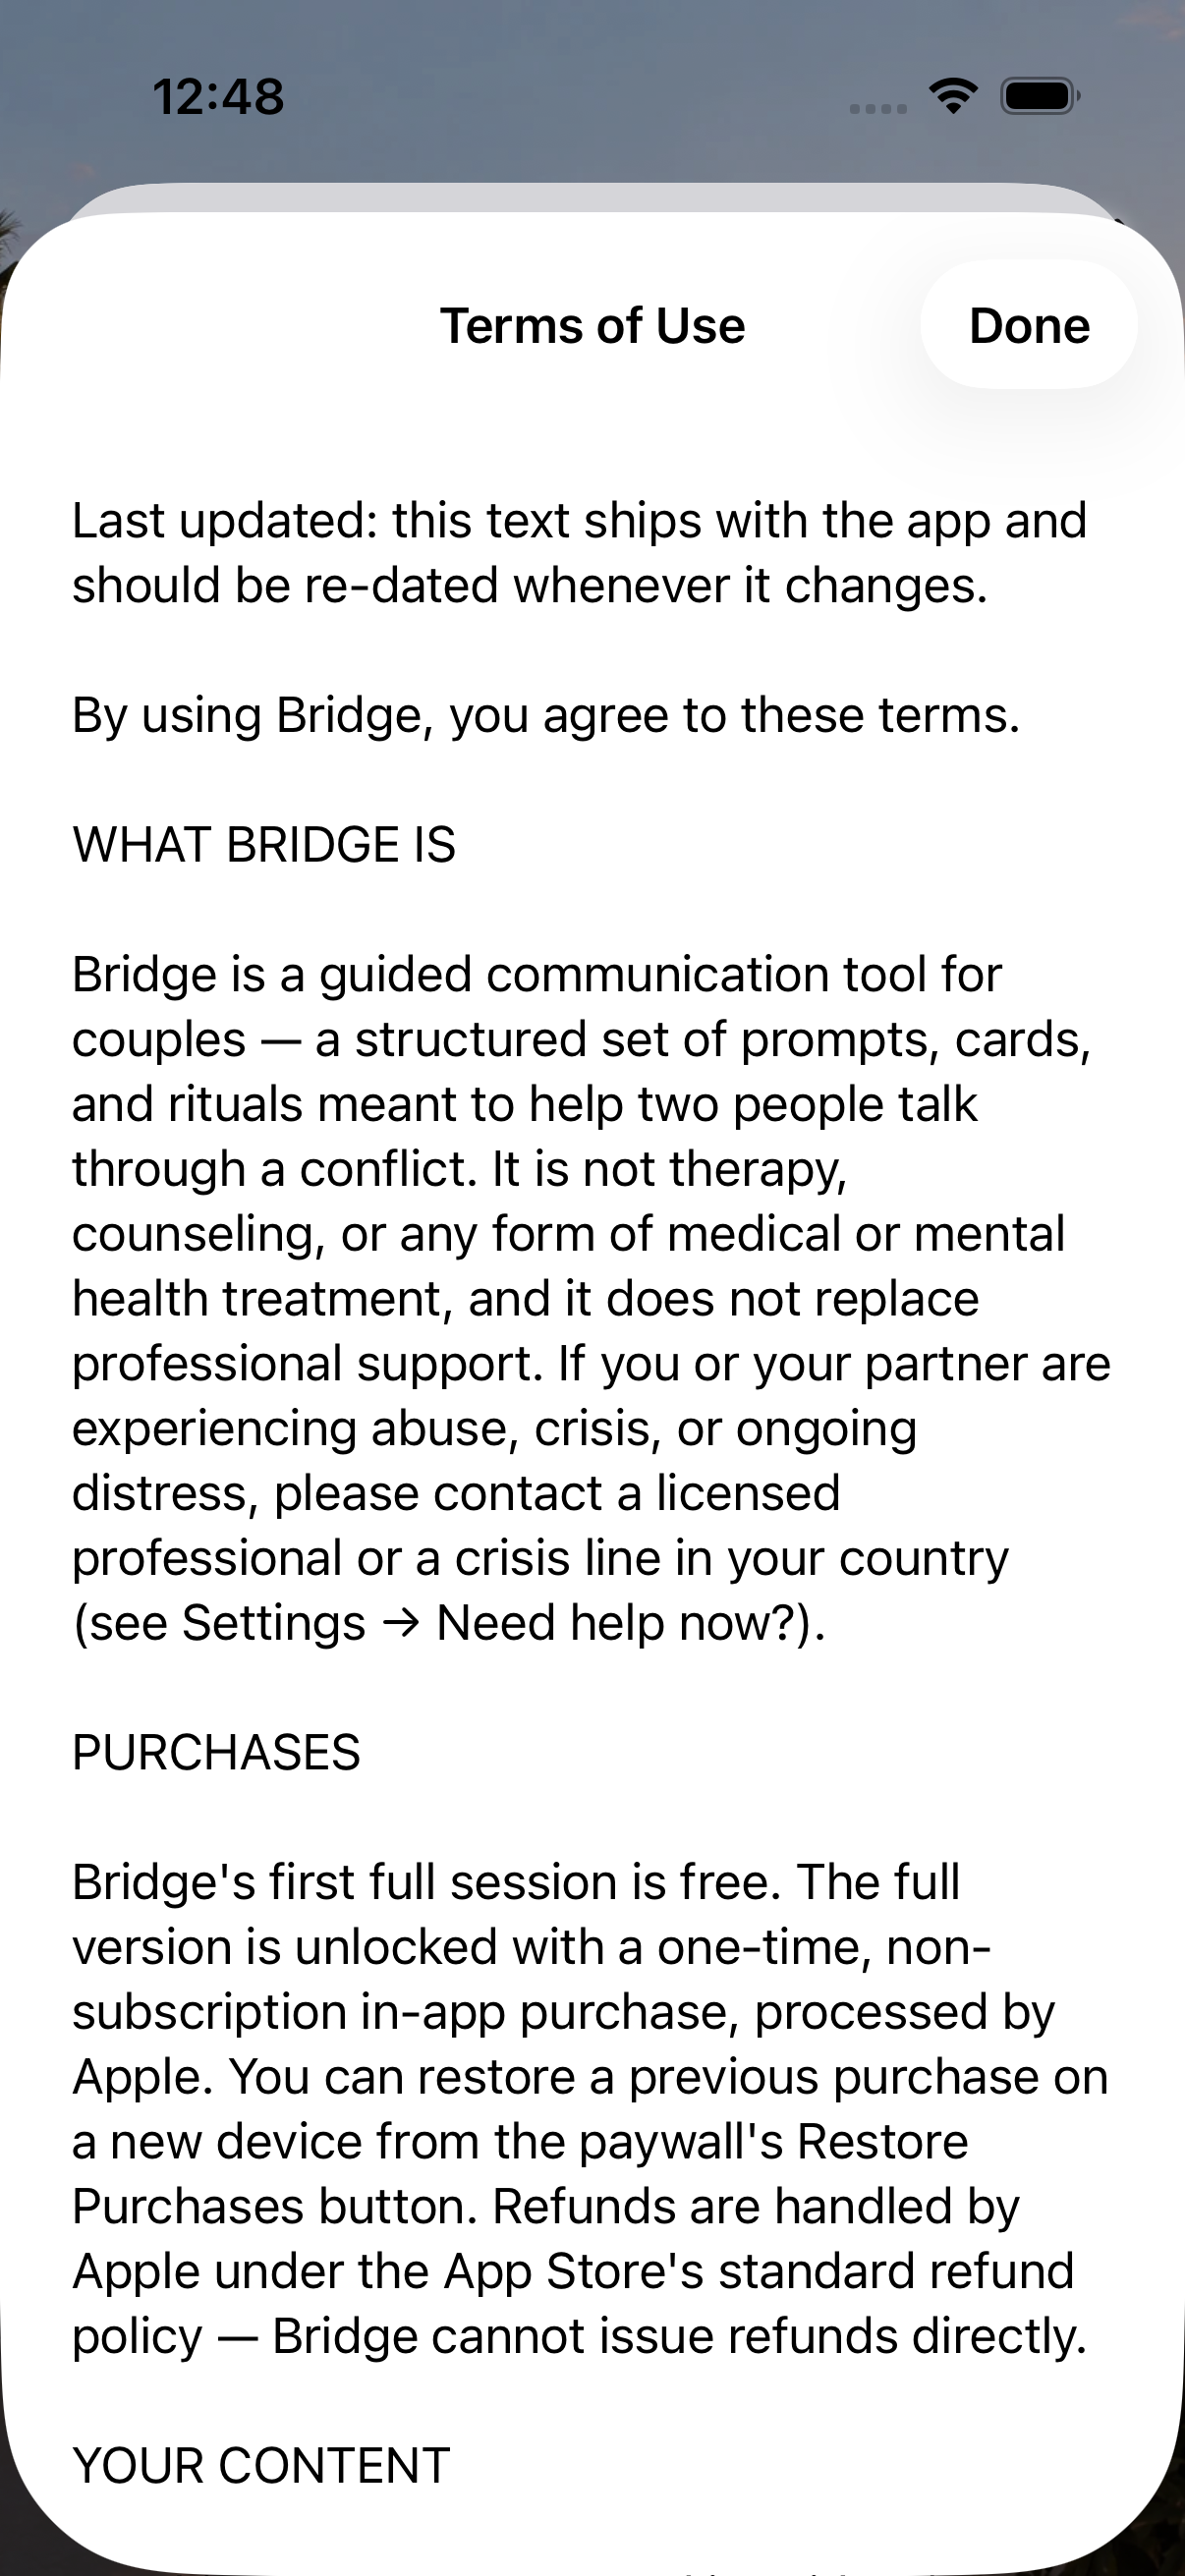 12:48
Terms of Use
Done
Last updated: this text ships with the app and
should be re-dated whenever it changes.
By using Bridge, you agree to these terms.
WHAT BRIDGE IS
Bridge is a guided communication tool for
couples — a structured set of prompts, cards,
and rituals meant to help two people talk
through a conflict. It is not therapy,
counseling, or any form of medical or mental
health treatment, and it does not replace
professional support. If you or your partner are
experiencing abuse, crisis, or ongoing
distress, please contact a licensed
professional or a crisis line in your country
(see Settings → Need help now?).
PURCHASES
Bridge's first full session is free. The full
version is unlocked with a one-time, non-
subscription in-app purchase, processed by
Apple. You can restore a previous purchase on
a new device from the paywall's Restore
Purchases button. Refunds are handled by
Apple under the App Store's standard refund
policy — Bridge cannot issue refunds directly.
YOUR CONTENT